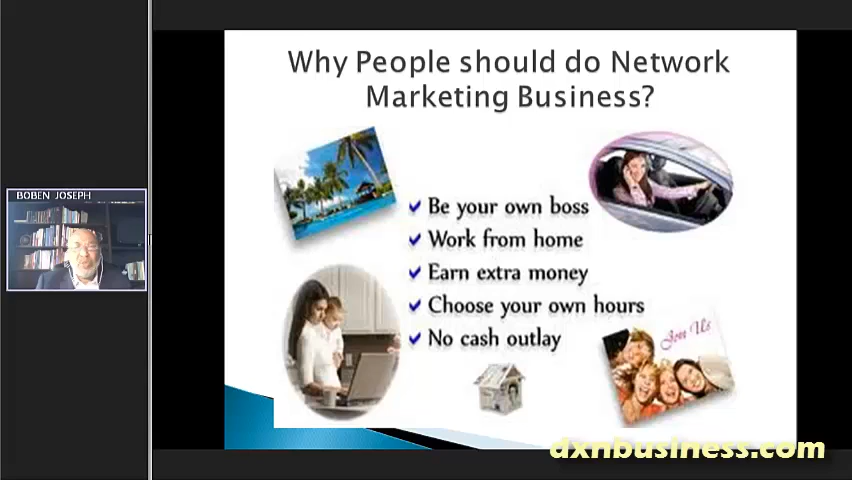 Why People should do Network
Marketing Business?
BOBEN JOSEPH
Be your own boss
Work from home
Earn extra money
Choose your own hours
No cash outlay
Join Us
dxnbusiness.com